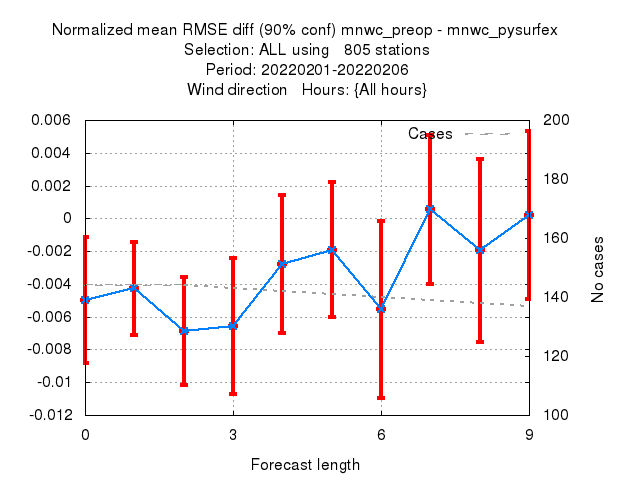 Normalized mean RMSE diff (90% conf) mnwc_preop - mnwc_pysurfex
Selection: ALL using   805 stations
Period: 20220201-20220206
Wind direction   Hours: {All hours}
0.006
0.004
0.002
0
-0.002
-0.004
-0.006
-0.008
-0.01
-0.012
Cases
200
180
160
140
120
100
No cases
0
3
6
9
Forecast length